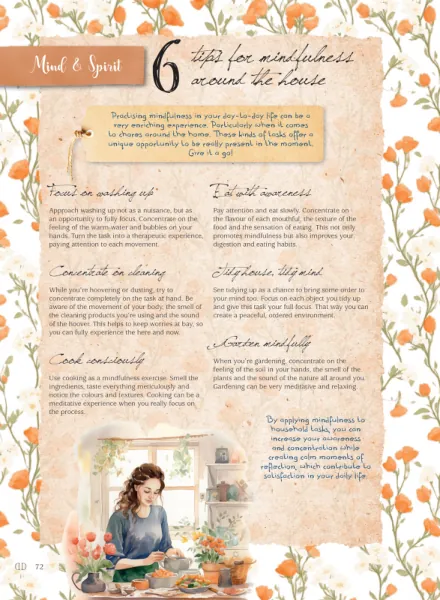 Mind & Spirit
6 tips for mindfulness
around the house
Practising mindfulness in your day-to-day life can be a
very enriching experience. Particularly when it comes
to chores around the home. These kinds of tasks offer a
unique opportunity to be really present in the moment.
Give it a go!
Focus on washing up
Approach washing up not as a nuisance, but as
an opportunity to fully focus. Concentrate on the
feeling of the warm water and bubbles on your
hands. Turn the task into a therapeutic experience,
paying attention to each movement.
Concentrate on cleaning
While you're hoovering or dusting, try to
concentrate completely on the task at hand. Be
aware of the movement of your body, the smell of
the cleaning products you're using and the sound
of the hoover. This helps to keep worries at bay, so
you can fully experience the here and now.
Cook consciously
Use cooking as a mindfulness exercise. Smell the
ingredients, taste everything meticulously and
notice the colours and textures. Cooking can be a
meditative experience when you really focus on
the process.
Eat with awareness
Pay attention and eat slowly. Concentrate on
the flavour of each mouthful, the texture of the
food and the sensation of eating. This not only
promotes mindfulness but also improves your
digestion and eating habits.
Tidy house, tidy mind
See tidying up as a chance to bring some order to
your mind too. Focus on each object you tidy up
and give this task your full focus. That way you can
create a peaceful, ordered environment.
Garden mindfully
When you're gardening, concentrate on the
feeling of the soil in your hands, the smell of the
plants and the sound of the nature all around you.
Gardening can be very meditative and relaxing.
By applying mindfulness to
household tasks, you can
increase your awareness
and concentration while
creating calm moments of
reflection, which contribute to
satisfaction in your daily life.
72